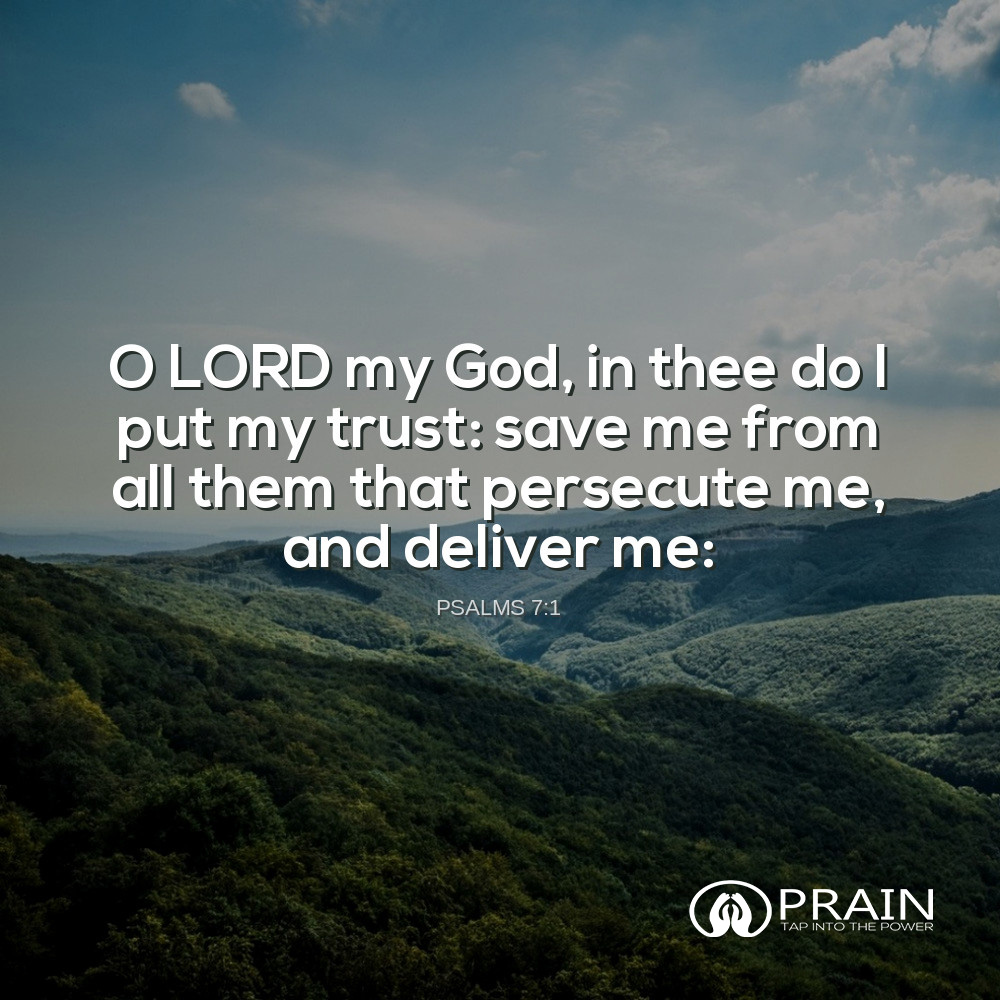 O LORD my God, in thee do I
put my trust: save me from
all them that persecute me,
and deliver me:
PSALMS 7:1
PRAIN
TAP INTO THE POWER